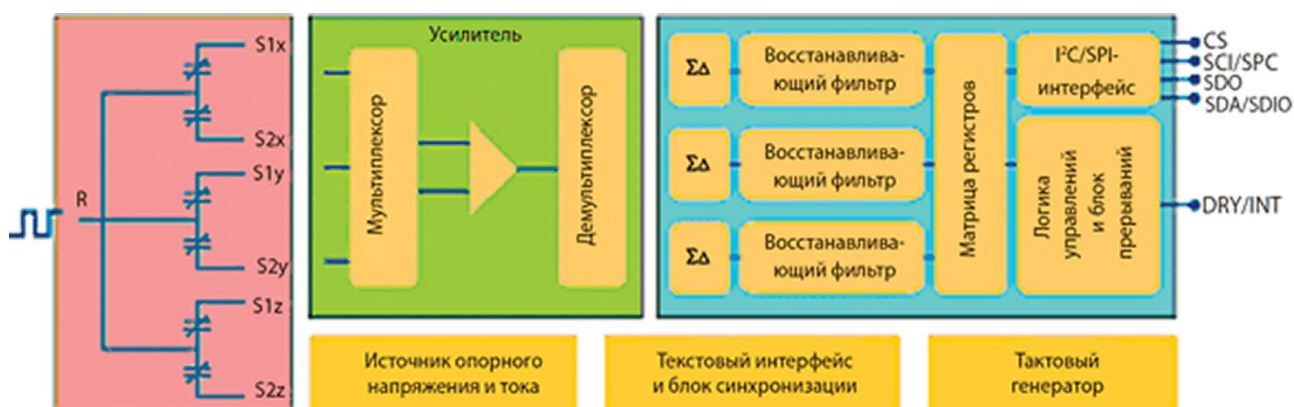 S1x
S2x
S1y
R
S2y
S1z
S2z
Усилитель
Мультиплексор
Демультиплексор
ΣΔ
Восстанавлива-
ющий фильтр
ΣΔ
Восстанавлива-
ющий фильтр
ΣΔ
Восстанавлива-
ющий фильтр
Матрица регистров
I²C/SPI-
интерфейс
Логика
управлений
и блок
прерываний
CS
SCI/SPC
SDO
SDA/SDIO
DRY/INT
Источник опорного
напряжения и тока
Текстовый интерфейс
и блок синхронизации
Тактовый
генератор